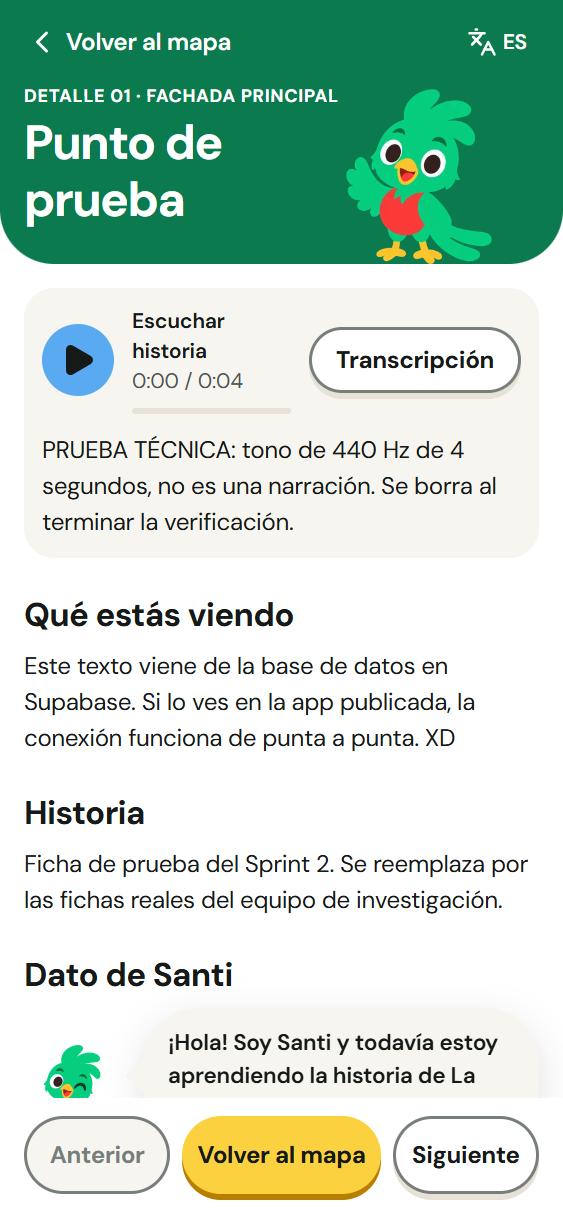 Volver al mapa
ES
DETALLE 01 · FACHADA PRINCIPAL
Punto de
prueba
Escuchar
historia
0:00 / 0:04
Transcripción
PRUEBA TÉCNICA: tono de 440 Hz de 4
segundos, no es una narración. Se borra al
terminar la verificación.
Qué estás viendo
Este texto viene de la base de datos en
Supabase. Si lo ves en la app publicada, la
conexión funciona de punta a punta. XD
Historia
Ficha de prueba del Sprint 2. Se reemplaza por
las fichas reales del equipo de investigación.
Dato de Santi
¡Hola! Soy Santi y todavía estoy
aprendiendo la historia de La
Anterior
Volver al mapa
Siguiente